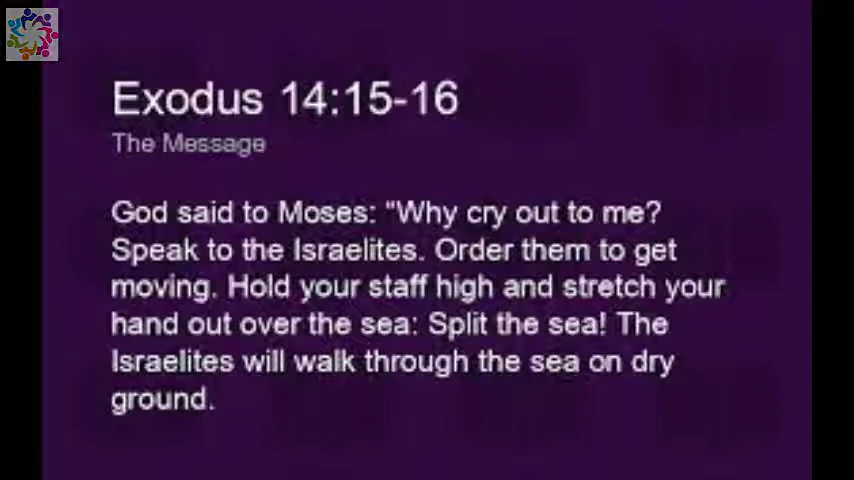 Exodus 14:15-16
The Message
God said to Moses: "Why cry out to me?
Speak to the Israelites. Order them to get
moving. Hold your staff high and stretch your
hand out over the sea: Split the sea! The
Israelites will walk through the sea on dry
ground.